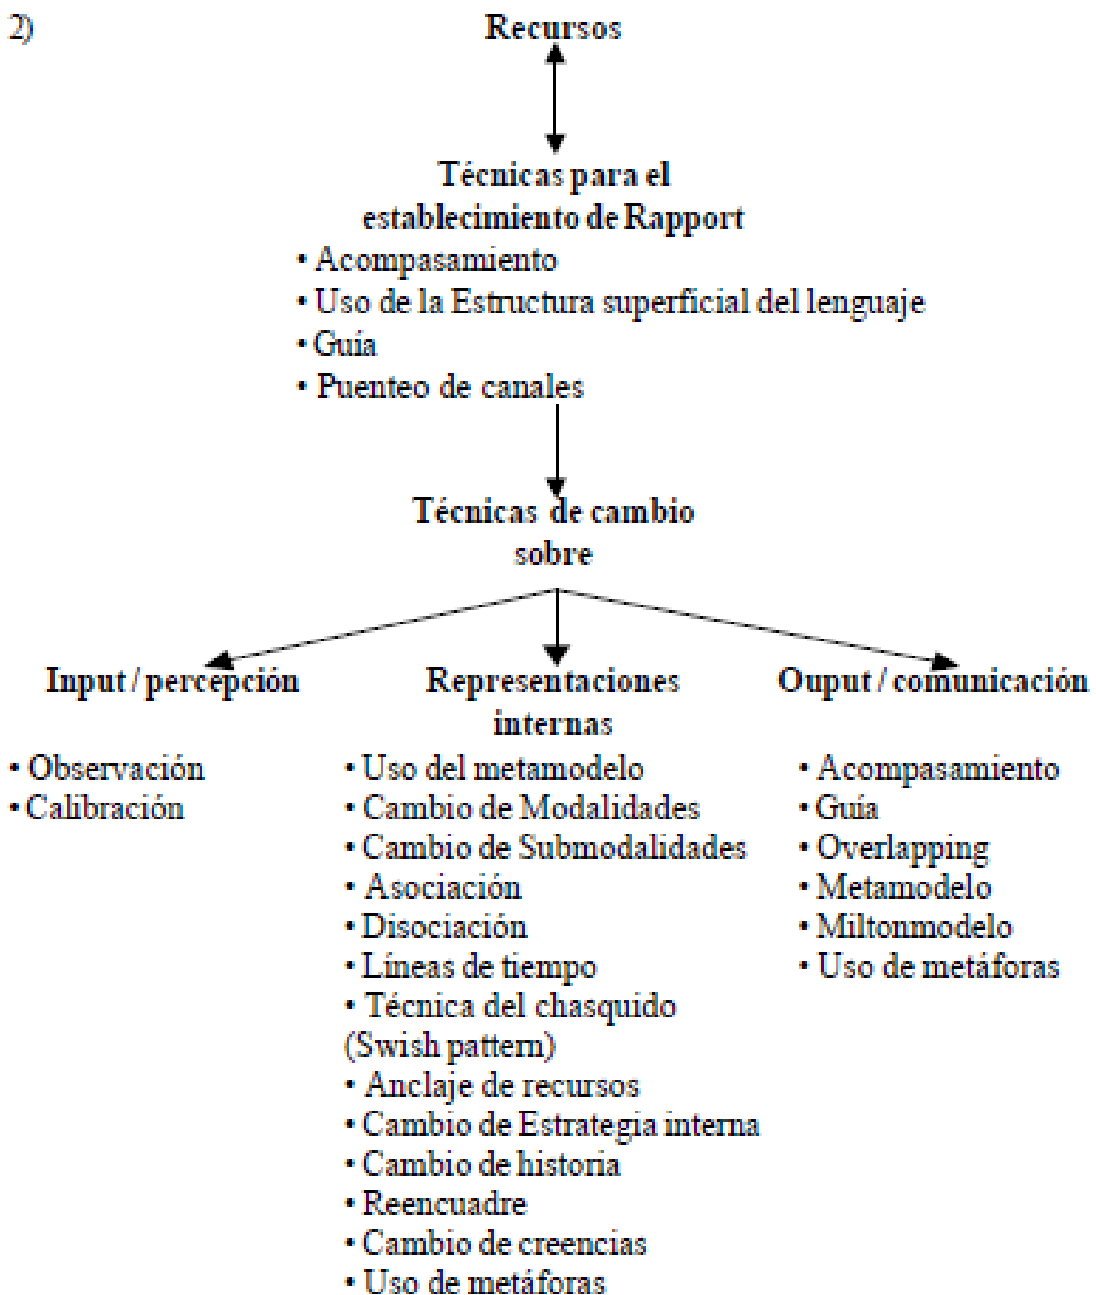 2)
Recursos
Técnicas para el
establecimiento de Rapport
• Acompasamiento
• Uso de la Estructura superficial del lenguaje
• Guía
• Puenteo de canales
Técnicas de cambio
sobre
Input / percepción
• Observación
• Calibración
Representaciones
internas
• Uso del metamodelo
• Cambio de Modalidades
• Cambio de Submodalidades
• Asociación
• Disociación
• Líneas de tiempo
• Técnica del chasquido
(Swish pattern)
• Anclaje de recursos
• Cambio de Estrategia interna
• Cambio de historia
• Reencuadre
• Cambio de creencias
• Uso de metáforas
Ouput / comunicación
• Acompasamiento
• Guía
• Overlapping
• Metamodelo
• Miltonmodelo
• Uso de metáforas